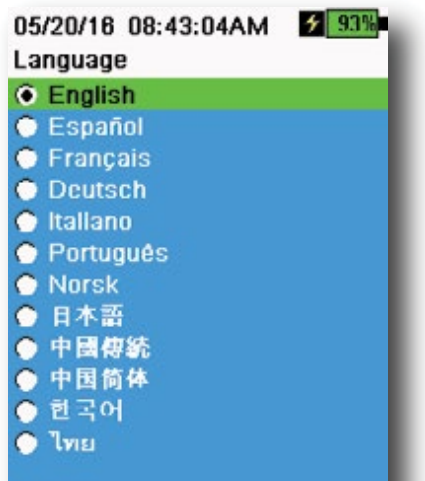 05/20/16 08:43:04AM 93%
Language
English
Español
Français
Deutsch
Italiano
Português
Norsk
日本語
中國傳統
中国简体
한국어
ไทย